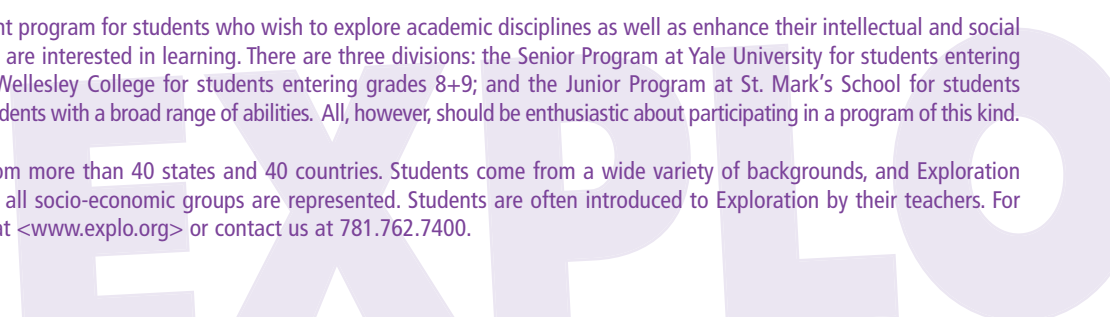 nt program for students who wish to explore academic disciplines as well as enhance their intellectual and social
are interested in learning. There are three divisions: the Senior Program at Yale University for students entering
Wellesley College for students entering grades 8+9; and the Junior Program at St. Mark’s School for students
dents with a broad range of abilities. All, however, should be enthusiastic about participating in a program of this kind.
om more than 40 states and 40 countries. Students come from a wide variety of backgrounds, and Exploration
all socio-economic groups are represented. Students are often introduced to Exploration by their teachers. For
at <www.explo.org> or contact us at 781.762.7400.
EXPLO